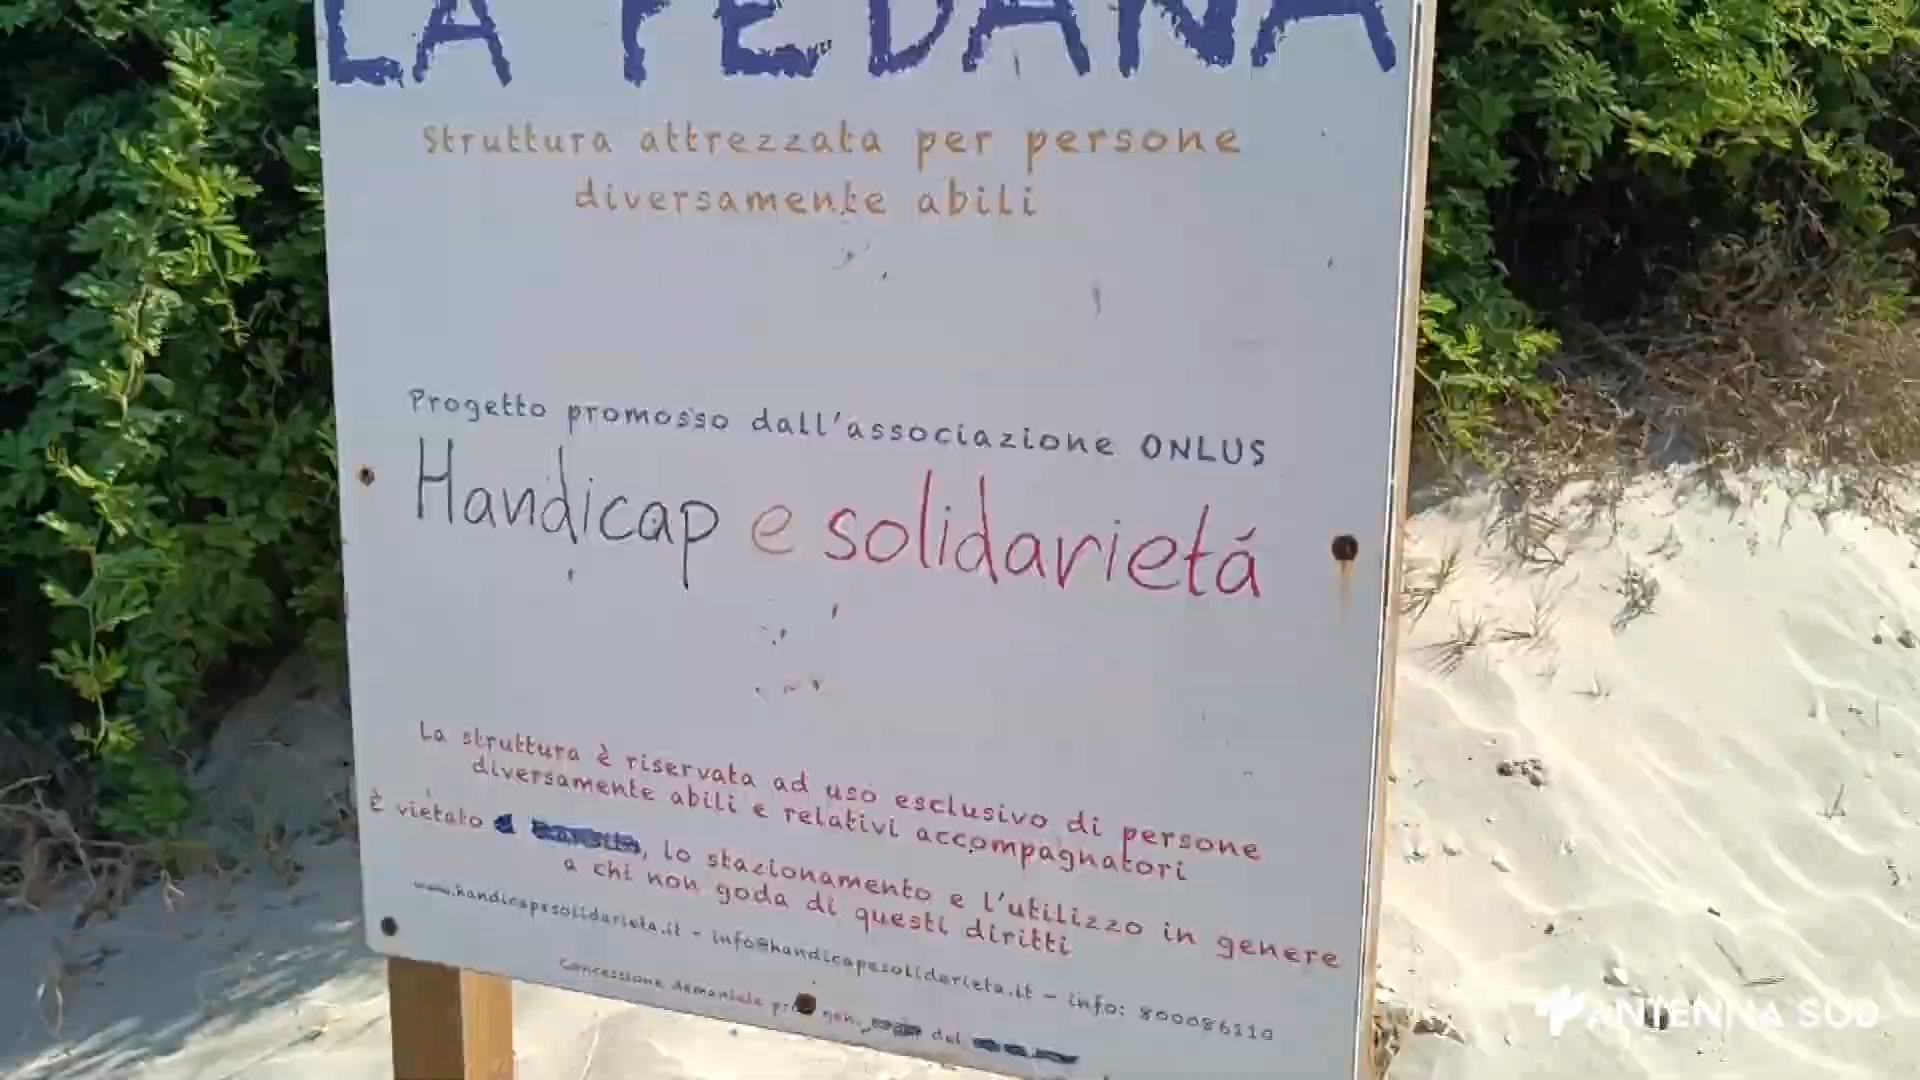 LA PEDANA
Struttura attrezzata per persone
diversamente abili
Progetto promosso dall'associazione ONLUS
Handicap e solidarietá
La struttura è riservata ad uso esclusivo di persone
diversamente abili e relativi accompagnatori
È vietato , lo stazionamento e l'utilizzo in genere
a chi non goda di questi diritti
www.handicapesolidarieta.it - info@handicapesolidarieta.it - info: 800086110
Concessione demaniale gen. del
ANTENNA SUD